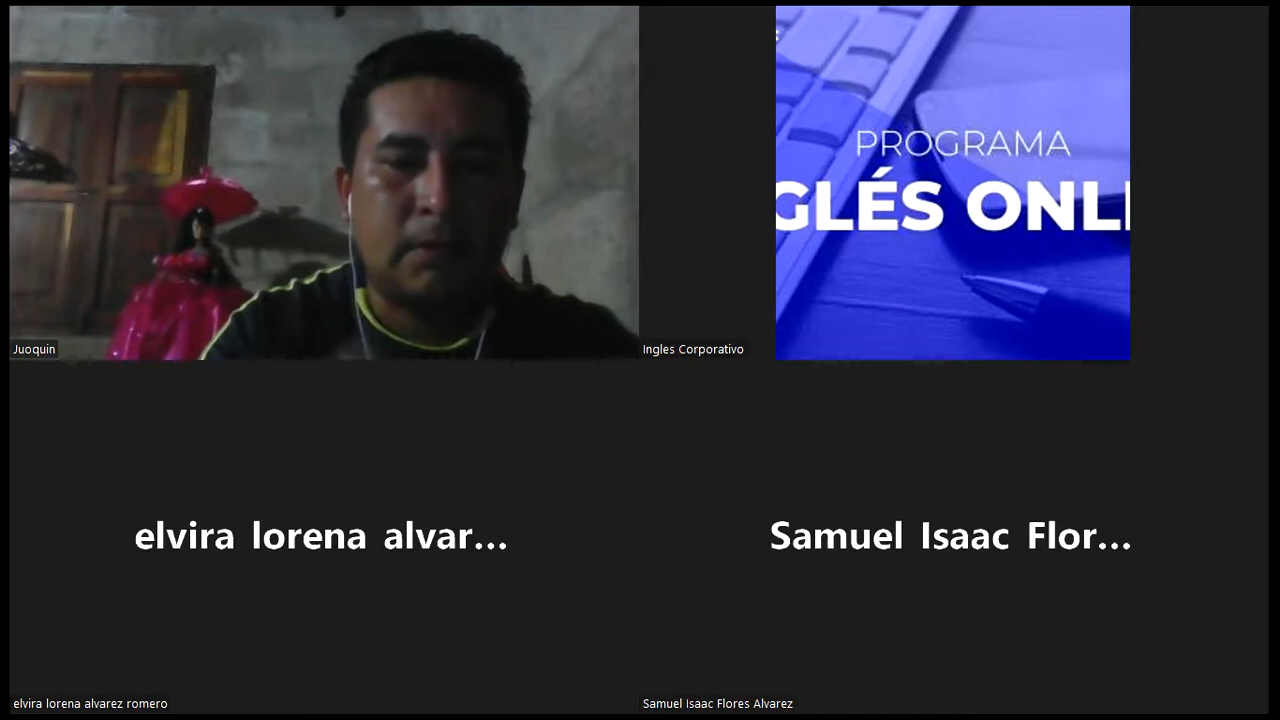 Juoquin
PROGRAMA
GLÉS ONLI
Ingles Corporativo
elvira lorena alvar...
Samuel Isaac Flor...
elvira lorena alvarez romero
Samuel Isaac Flores Alvarez